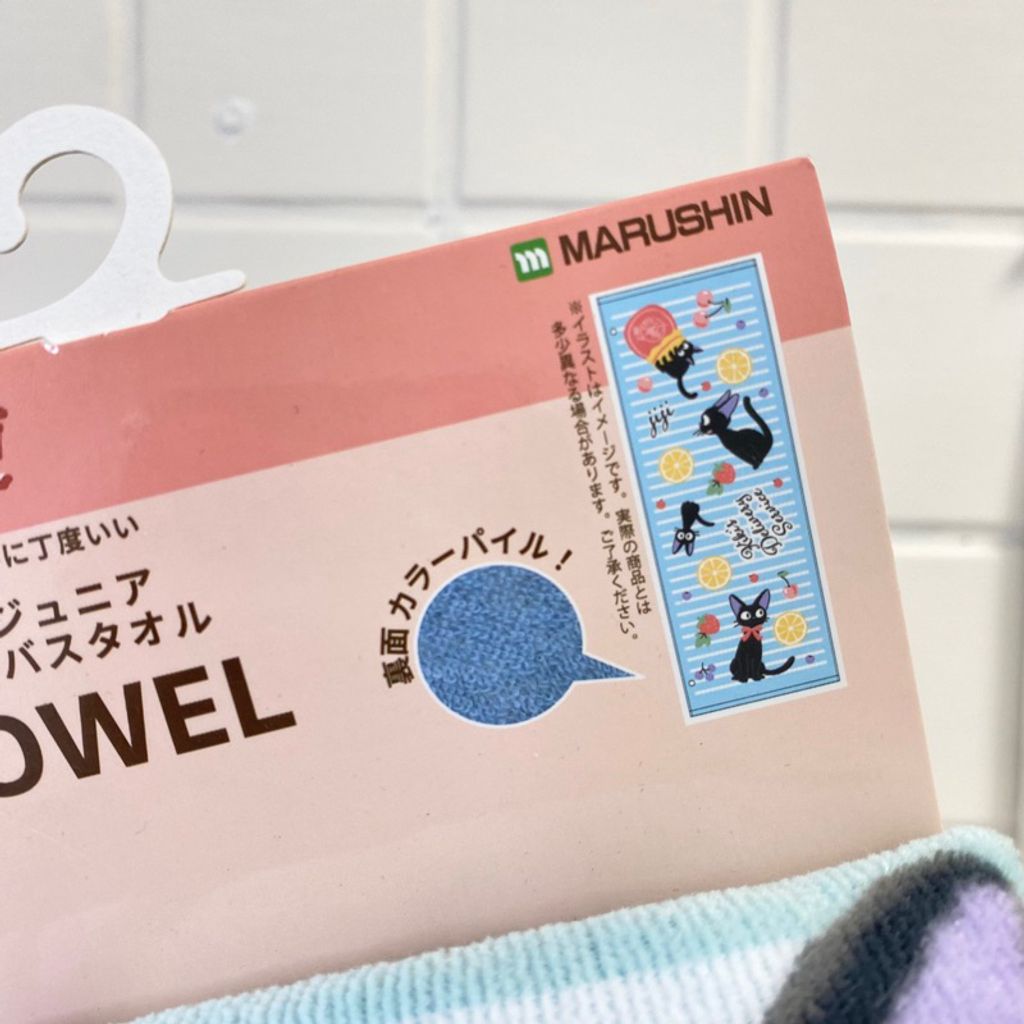 MARUSHIN
※イラストはイメージです。実際の商品とは
多少異なる場合があります。ご了承ください。
jiji
Kiki's
Delivery
Service
に丁度いい
ジュニア
バスタオル
OWEL
裏面カラーパイル！